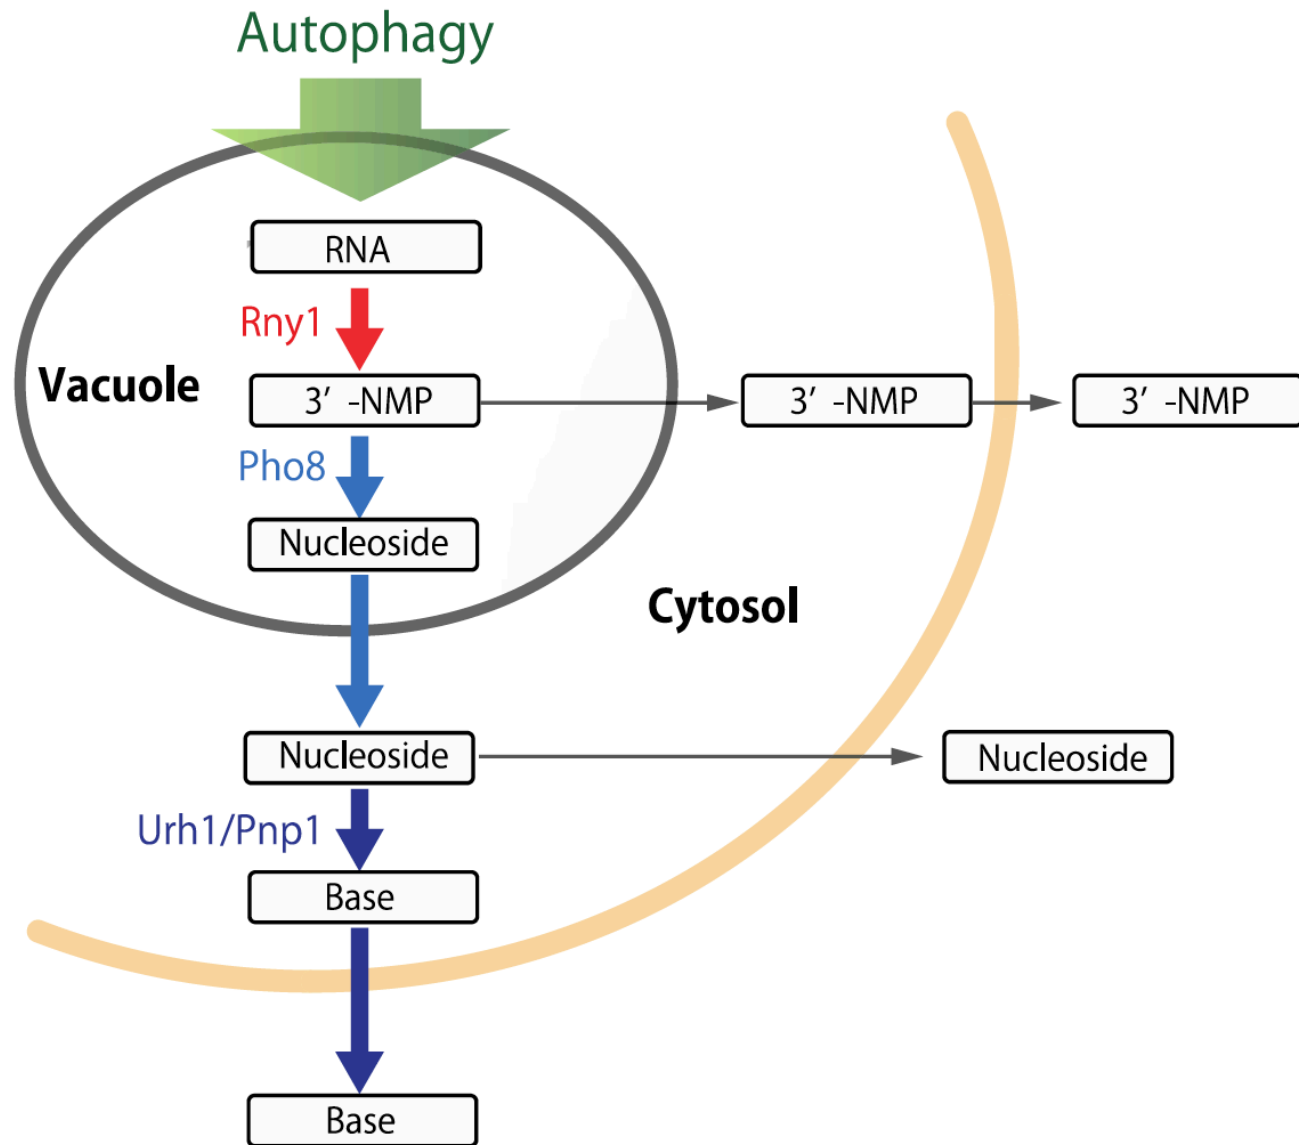 Autophagy
RNA
Rny1
Vacuole
3′ -NMP
3′ -NMP
3′ -NMP
Pho8
Nucleoside
Cytosol
Nucleoside
Nucleoside
Urh1/Pnp1
Base
Base